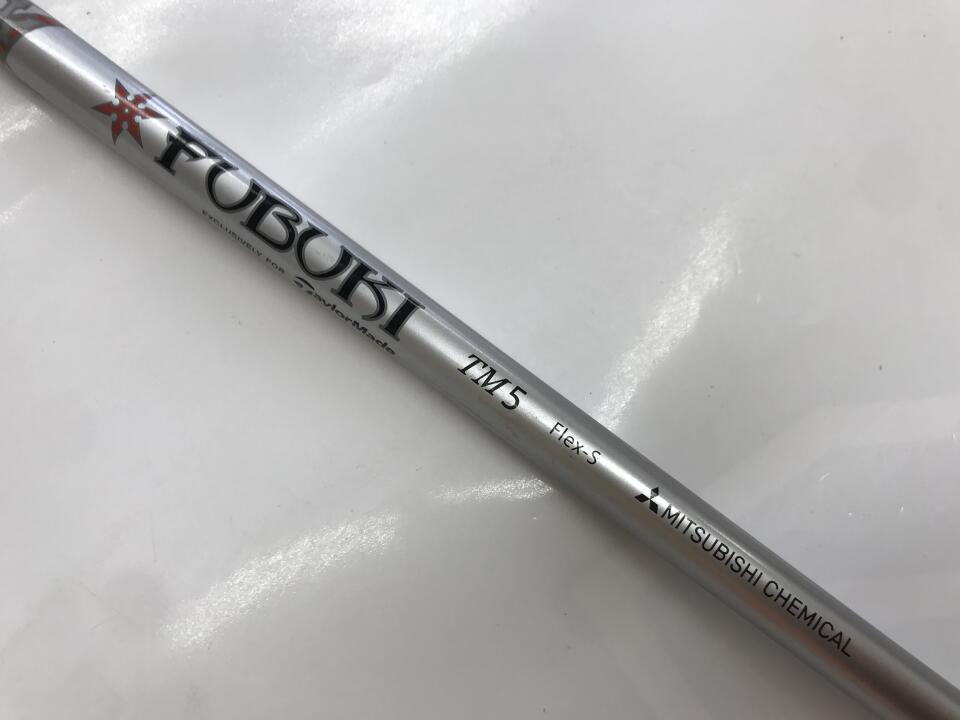 FUBUKI
EXCLUSIVELY FOR TaylorMade
TM5
Flex-S
MITSUBISHI CHEMICAL